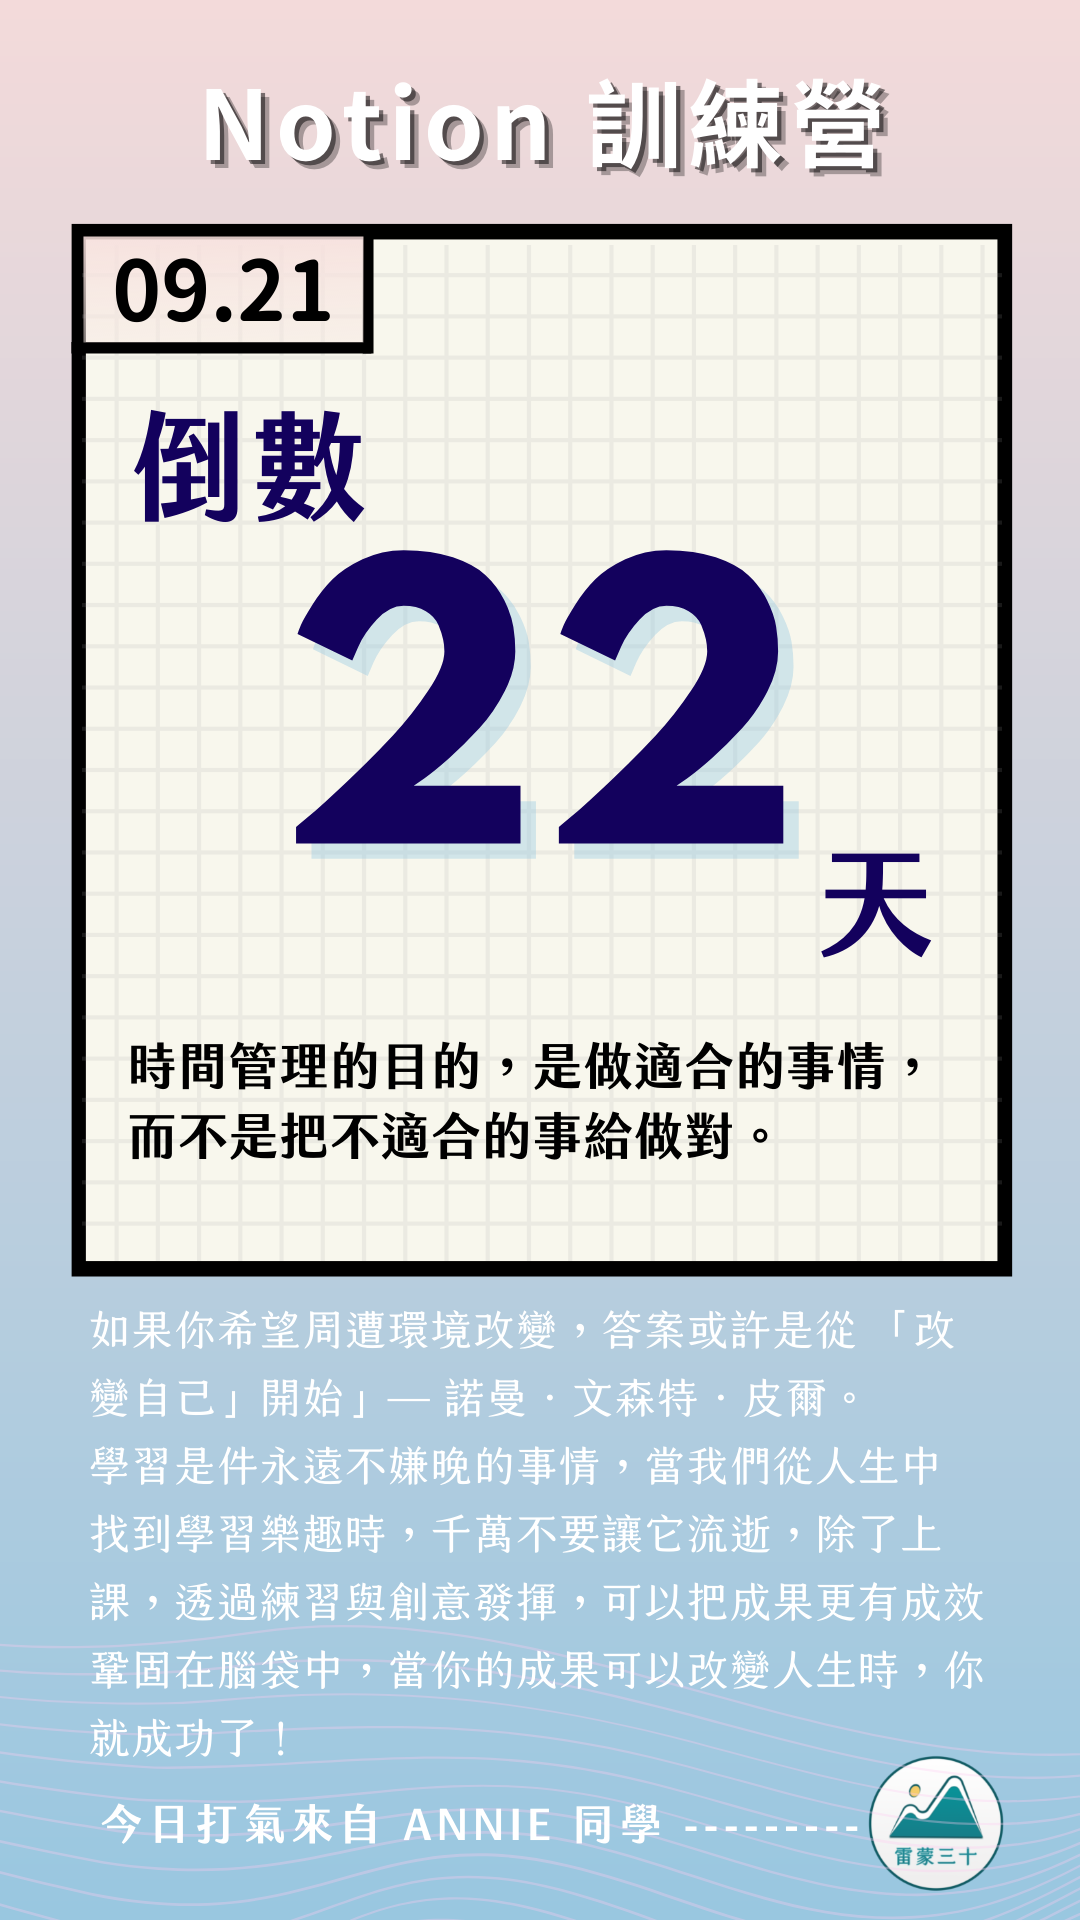 Notion 訓練營
09.21
倒數
22
天
時間管理的目的，是做適合的事情，
而不是把不適合的事給做對。
如果你希望周遭環境改變，答案或許是從 「改
變自己」開始」— 諾曼．文森特．皮爾。
學習是件永遠不嫌晚的事情，當我們從人生中
找到學習樂趣時，千萬不要讓它流逝，除了上
課，透過練習與創意發揮，可以把成果更有成效
鞏固在腦袋中，當你的成果可以改變人生時，你
就成功了！
今日打氣來自 ANNIE 同學 ---------
雷蒙三十